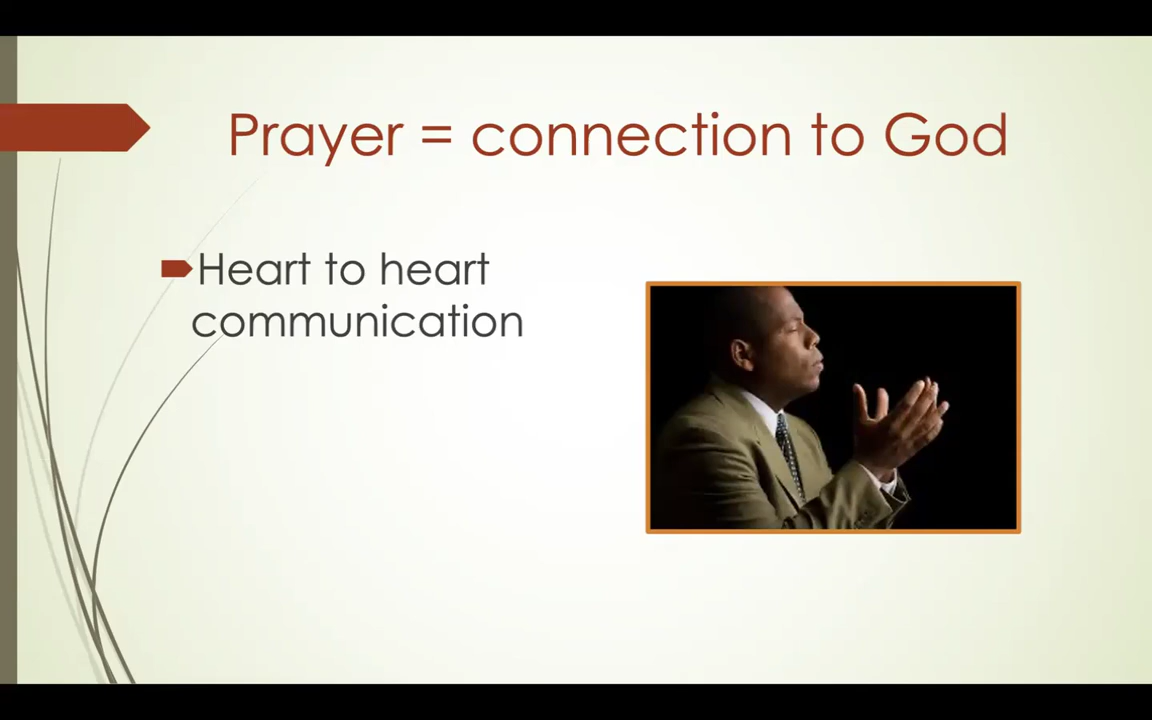 Prayer = connection to God
Heart to heart
communication